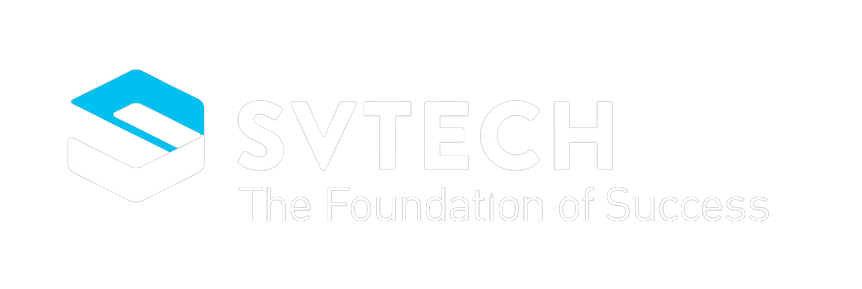 SVTECH
The Foundation of Success